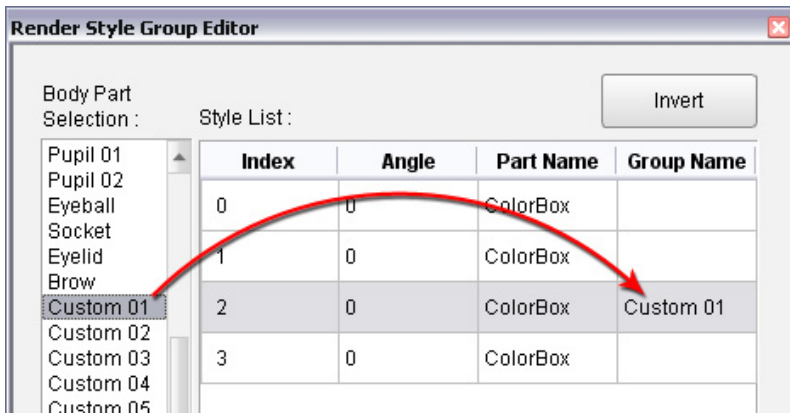 Render Style Group Editor
Body Part
Selection :
Style List :
Invert
Pupil 01
Pupil 02
Eyeball
Socket
Eyelid
Brow
Custom 01
Custom 02
Custom 03
Custom 04
Custom 05
Index Angle Part Name Group Name
0 0 ColorBox
1 0 ColorBox
2 0 ColorBox Custom 01
3 0 ColorBox